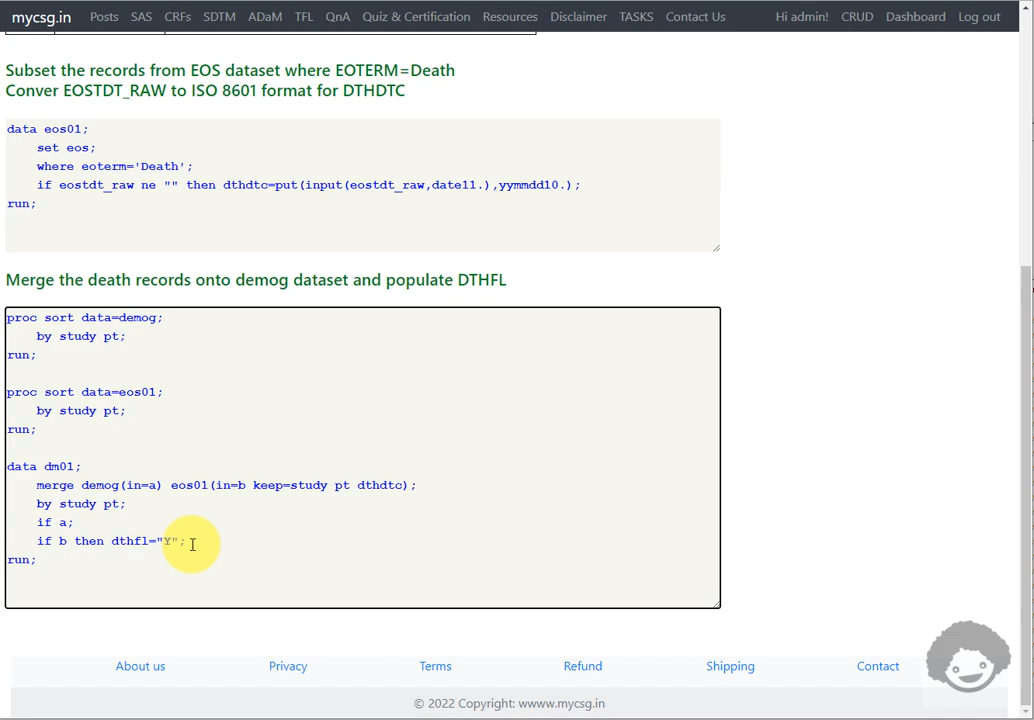 mycsg.in Posts SAS CRFs SDTM ADaM TFL QnA Quiz & Certification Resources Disclaimer TASKS Contact Us Hi admin! CRUD Dashboard Log out
Subset the records from EOS dataset where EOTERM=Death
Conver EOSTDT_RAW to ISO 8601 format for DTHDTC
data eos01;
set eos;
where eoterm='Death';
if eostdt_raw ne "" then dthdtc=put(input(eostdt_raw,date11.),yymmdd10.);
run;
Merge the death records onto demog dataset and populate DTHFL
proc sort data=demog;
by study pt;
run;
proc sort data=eos01;
by study pt;
run;
data dm01;
merge demog(in=a) eos01(in=b keep=study pt dthdtc);
by study pt;
if a;
if b then dthfl="Y";
run;
About us Privacy Terms Refund Shipping Contact
© 2022 Copyright: wwww.mycsg.in